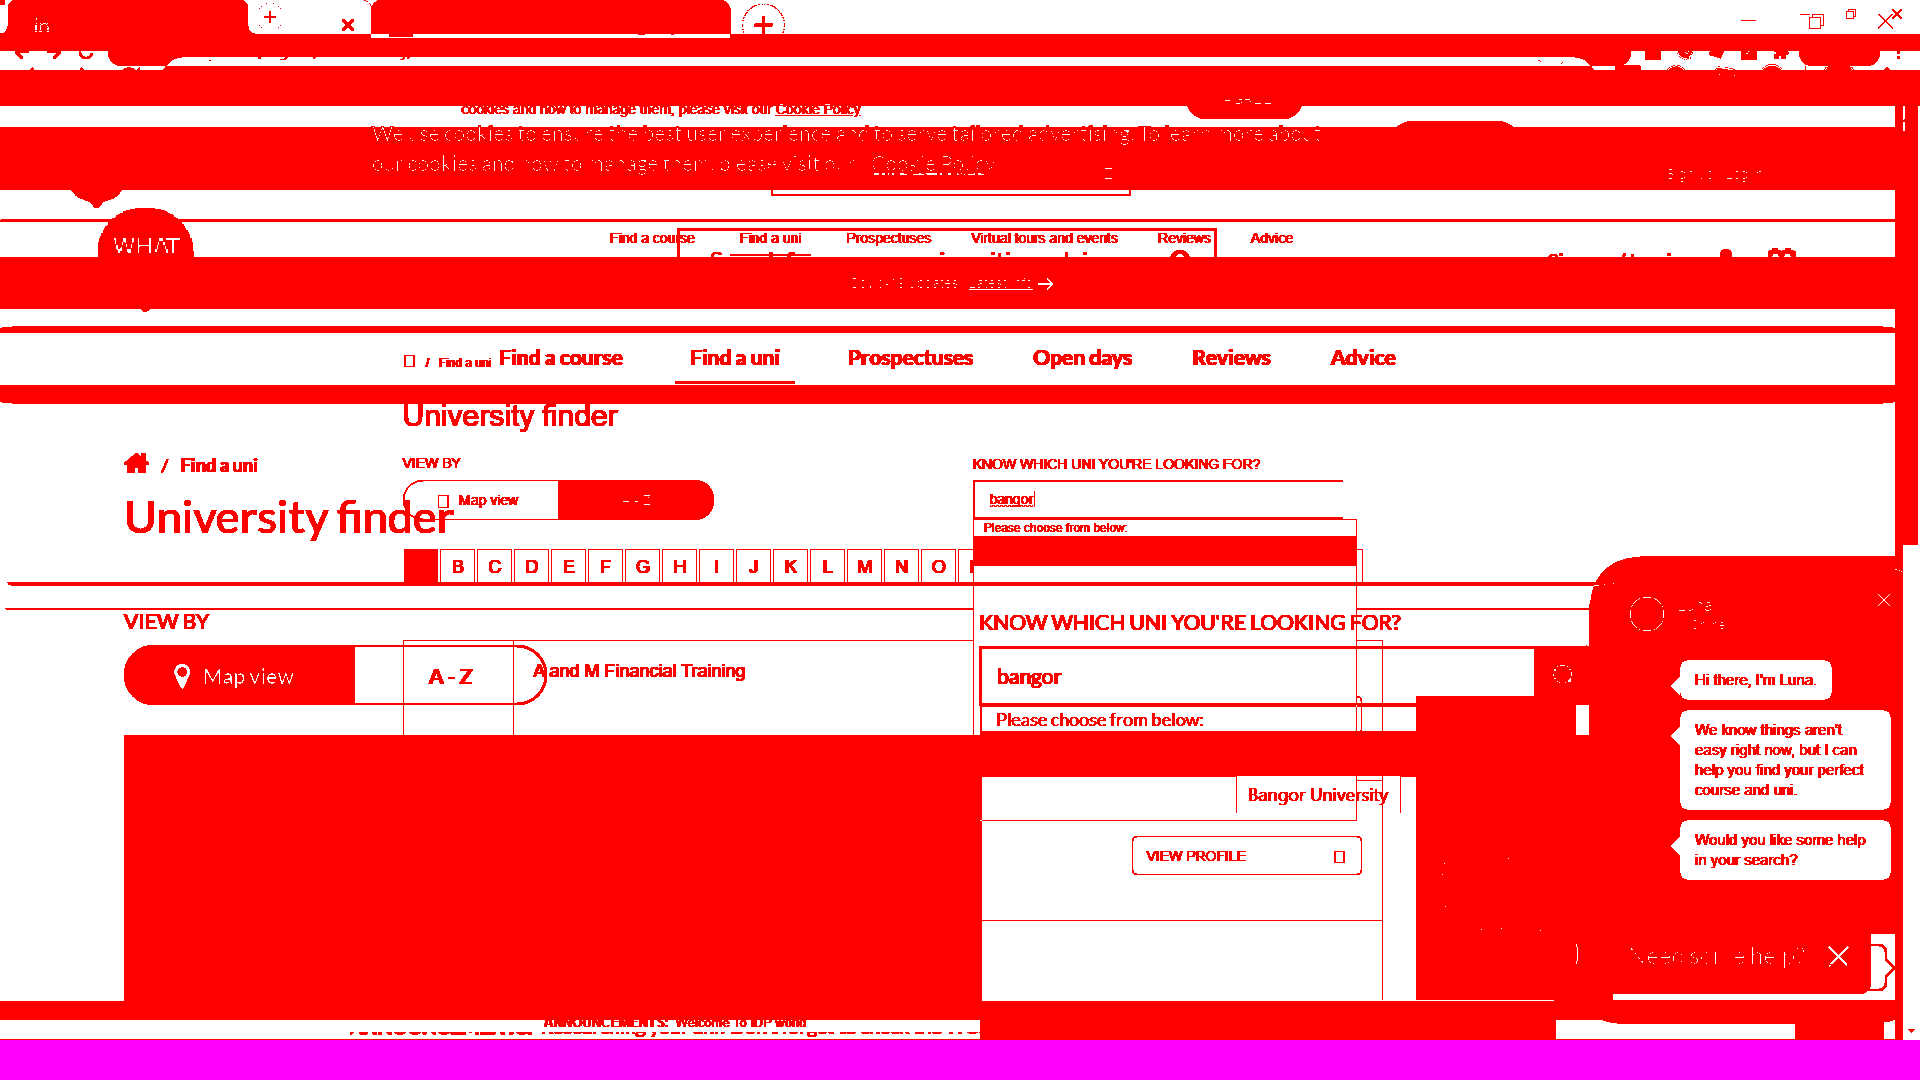 in
cookies and how to manage them, please visit our Cookie Policy
We use cookies to ensure the best user experience and to serve tailored advertising. To learn more about
our cookies and how to manage them please visit our Cookie Policy
Find a course Find a uni Prospectuses Virtual tours and events Reviews Advice
WHAT
Latest info →
/ Find a uni
Find a course Find a uni Prospectuses Open days Reviews Advice
University finder
VIEW BY
KNOW WHICH UNI YOU'RE LOOKING FOR?
Map view A - Z
bangor
Please choose from below:
B C D E F G H I J K L M N O
/ Find a uni
University finder
VIEW BY
KNOW WHICH UNI YOU'RE LOOKING FOR?
Map view
A - Z
A and M Financial Training
bangor
Please choose from below:
Bangor University
VIEW PROFILE
Luna
Hi there, I'm Luna.
We know things aren't
easy right now, but I can
help you find your perfect
course and uni.
Would you like some help
in your search?
Need some help?
ANNOUNCEMENTS: Welcome To IDP World